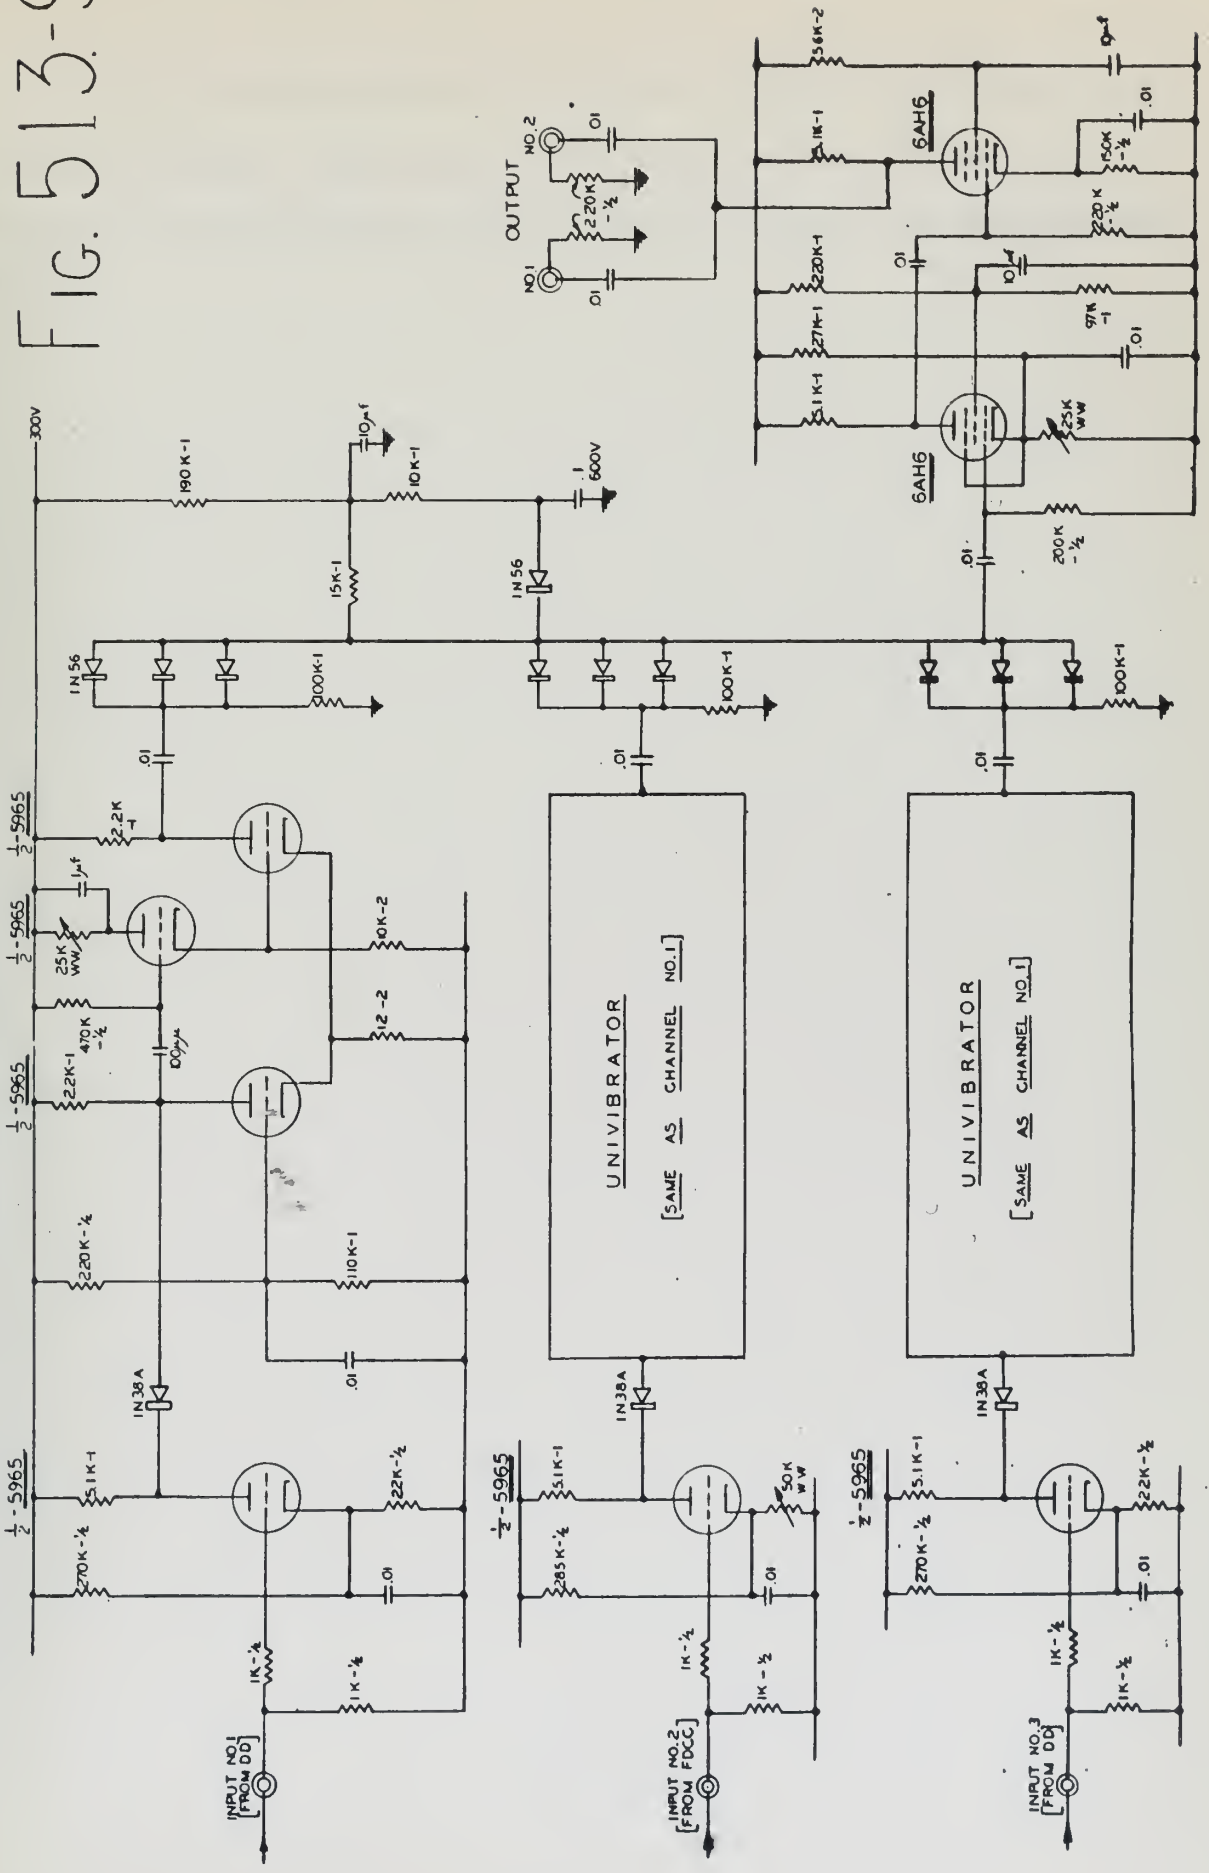 FIG. 513.-
300V
1/2-5965
1/2-5965
1/2-5965
1/2-5965
270K-1/2
5.1K-1
220K-1/2
2.2K-1
470K
-1/2
25K
WW
1μf
2.2K
-1
100μμ
1N38A
.01
1N56
190K-1
10μf
15K-1
10K-1
.1
600V
1N56
100K-1
1K-1/2
1K-1/2
.01
22K-1/2
.01
110K-1
12-2
10K-2
INPUT NO.1
[FROM DD]
OUTPUT
NO.1
NO.2
220K
-1/2
.01
.01
1/2-5965
285K-1/2
5.1K-1
1N38A
UNIVIBRATOR
[SAME AS CHANNEL NO.1]
.01
100K-1
1K-1/2
1K-1/2
.01
50K
WW
INPUT NO.2
[FROM FDCC]
1/2-5965
270K-1/2
5.1K-1
1N38A
UNIVIBRATOR
[SAME AS CHANNEL NO.1]
.01
100K-1
1K-1/2
1K-1/2
.01
22K-1/2
INPUT NO.3
[FROM DD]
5.1K-1
27K-1
220K-1
5.1K-1
56K-2
6AH6
6AH6
.01
.01
200K
-1/2
25K
WW
.01
97K
-1
10μf
220K
-1/2
150K
-1/2
.01
10μf